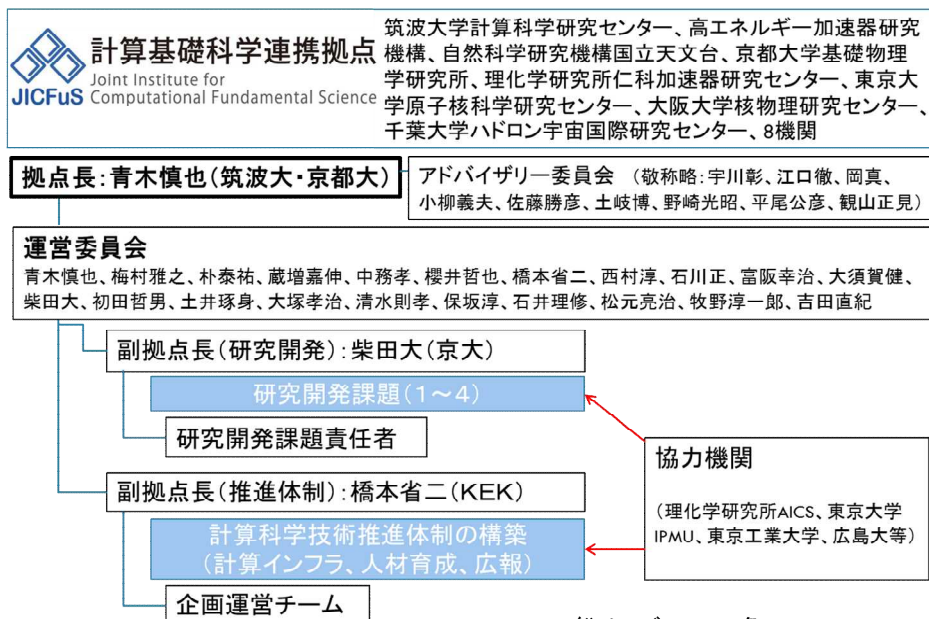 JICFuS
計算基礎科学連携拠点
Joint Institute for
Computational Fundamental Science
筑波大学計算科学研究センター、高エネルギー加速器研究
機構、自然科学研究機構国立天文台、京都大学基礎物理
学研究所、理化学研究所仁科加速器研究センター、東京大
学原子核科学研究センター、大阪大学核物理研究センター、
千葉大学ハドロン宇宙国際研究センター、8機関
拠点長:青木慎也(筑波大・京都大)
アドバイザリー委員会 (敬称略:宇川彰、江口徹、岡真、
小柳義夫、佐藤勝彦、土岐博、野崎光昭、平尾公彦、観山正見)
運営委員会
青木慎也、梅村雅之、朴泰祐、蔵増嘉伸、中務孝、櫻井哲也、橋本省二、西村淳、石川正、富阪幸治、大須賀健、
柴田大、初田哲男、土井琢身、大塚孝治、清水則孝、保坂淳、石井理修、松元亮治、牧野淳一郎、吉田直紀
副拠点長(研究開発):柴田大(京大)
研究開発課題(1〜4)
研究開発課題責任者
副拠点長(推進体制):橋本省二(KEK)
計算科学技術推進体制の構築
(計算インフラ、人材育成、広報)
企画運営チーム
協力機関
(理化学研究所AICS、東京大学
IPMU、東京工業大学、広島大等)